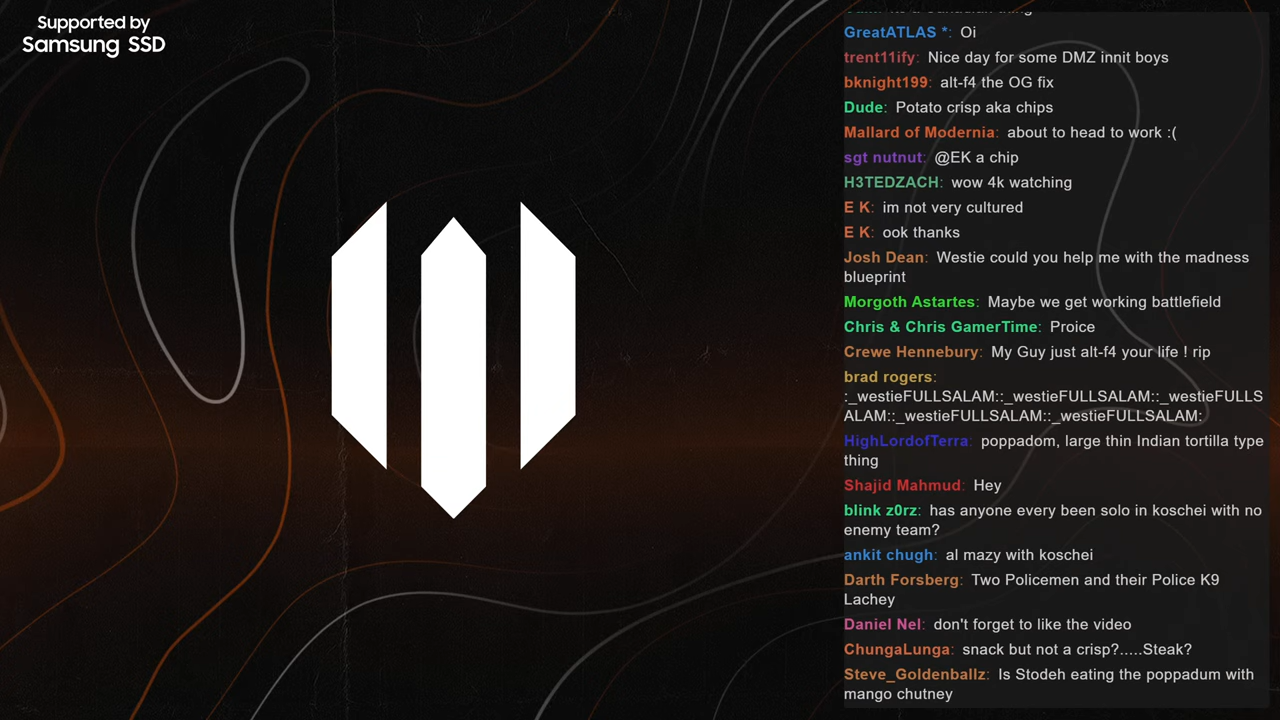 Supported by
Samsung SSD
GreatATLAS *: Oi
trent11ify: Nice day for some DMZ innit boys
bknight199: alt-f4 the OG fix
Dude: Potato crisp aka chips
Mallard of Modernia: about to head to work :(
sgt nutnut: @EK a chip
H3TEDZACH: wow 4k watching
E K: im not very cultured
E K: ook thanks
Josh Dean: Westie could you help me with the madness
blueprint
Morgoth Astartes: Maybe we get working battlefield
Chris & Chris GamerTime: Proice
Crewe Hennebury: My Guy just alt-f4 your life ! rip
brad rogers:
:_westieFULLSALAM::_westieFULLSALAM::_westieFULLS
ALAM::_westieFULLSALAM::_westieFULLSALAM:
HighLordofTerra: poppadom, large thin Indian tortilla type
thing
Shajid Mahmud: Hey
blink z0rz: has anyone every been solo in koschei with no
enemy team?
ankit chugh: al mazy with koschei
Darth Forsberg: Two Policemen and their Police K9
Lachey
Daniel Nel: don't forget to like the video
ChungaLunga: snack but not a crisp?.....Steak?
Steve_Goldenballz: Is Stodeh eating the poppadum with
mango chutney